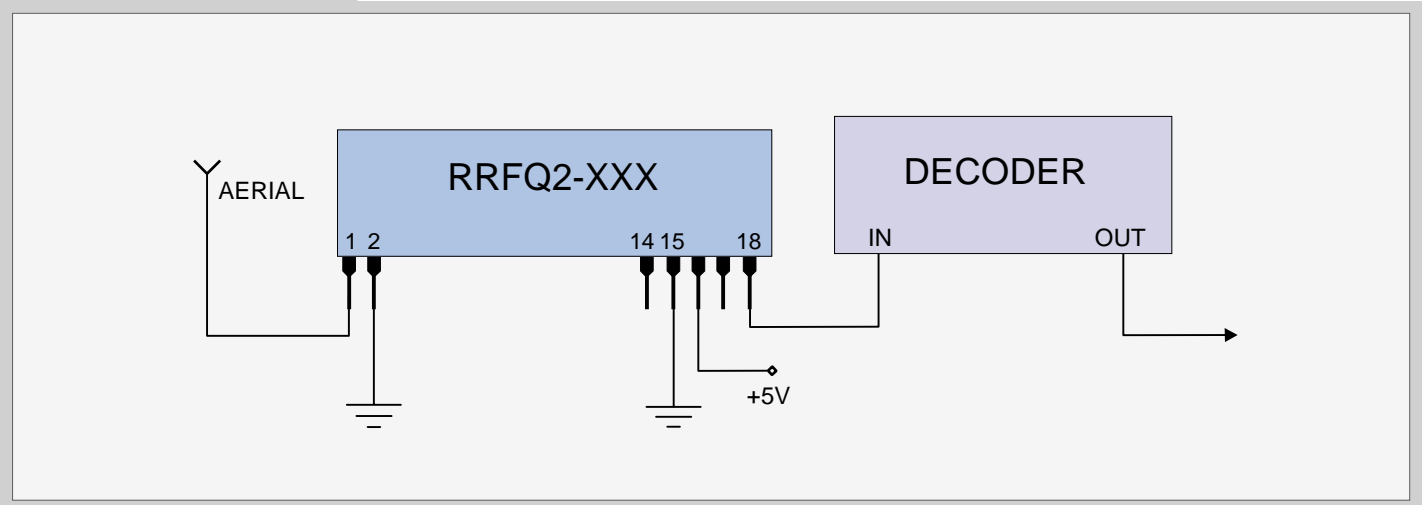 AERIAL
RRFQ2-XXX
1 2 14 15 18
DECODER
IN OUT
+5V